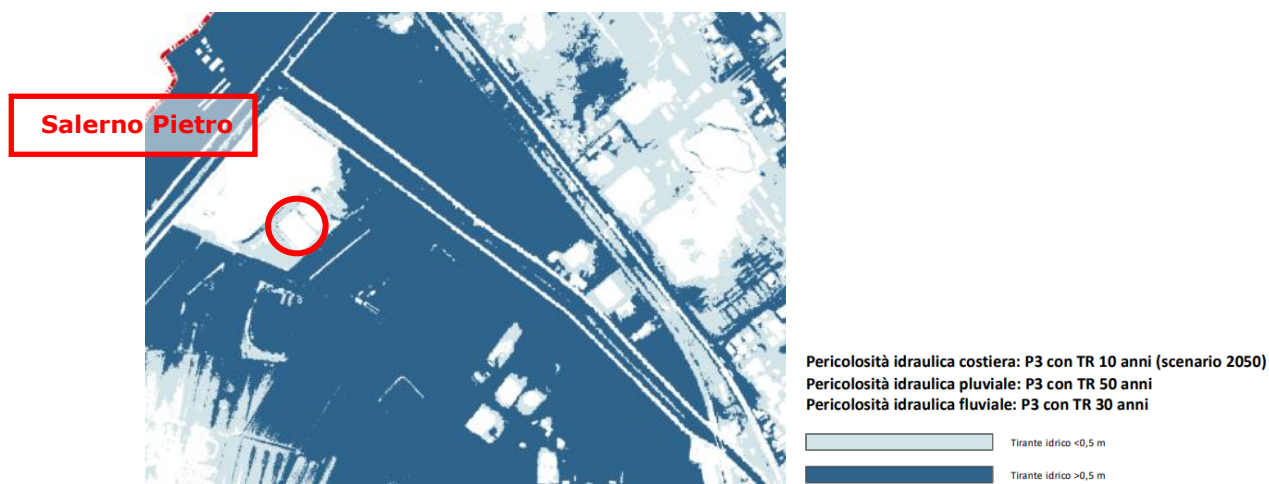 Salerno Pietro
Pericolosità idraulica costiera: P3 con TR 10 anni (scenario 2050)
Pericolosità idraulica pluviale: P3 con TR 50 anni
Pericolosità idraulica fluviale: P3 con TR 30 anni
Tirante idrico <0,5 m
Tirante idrico >0,5 m